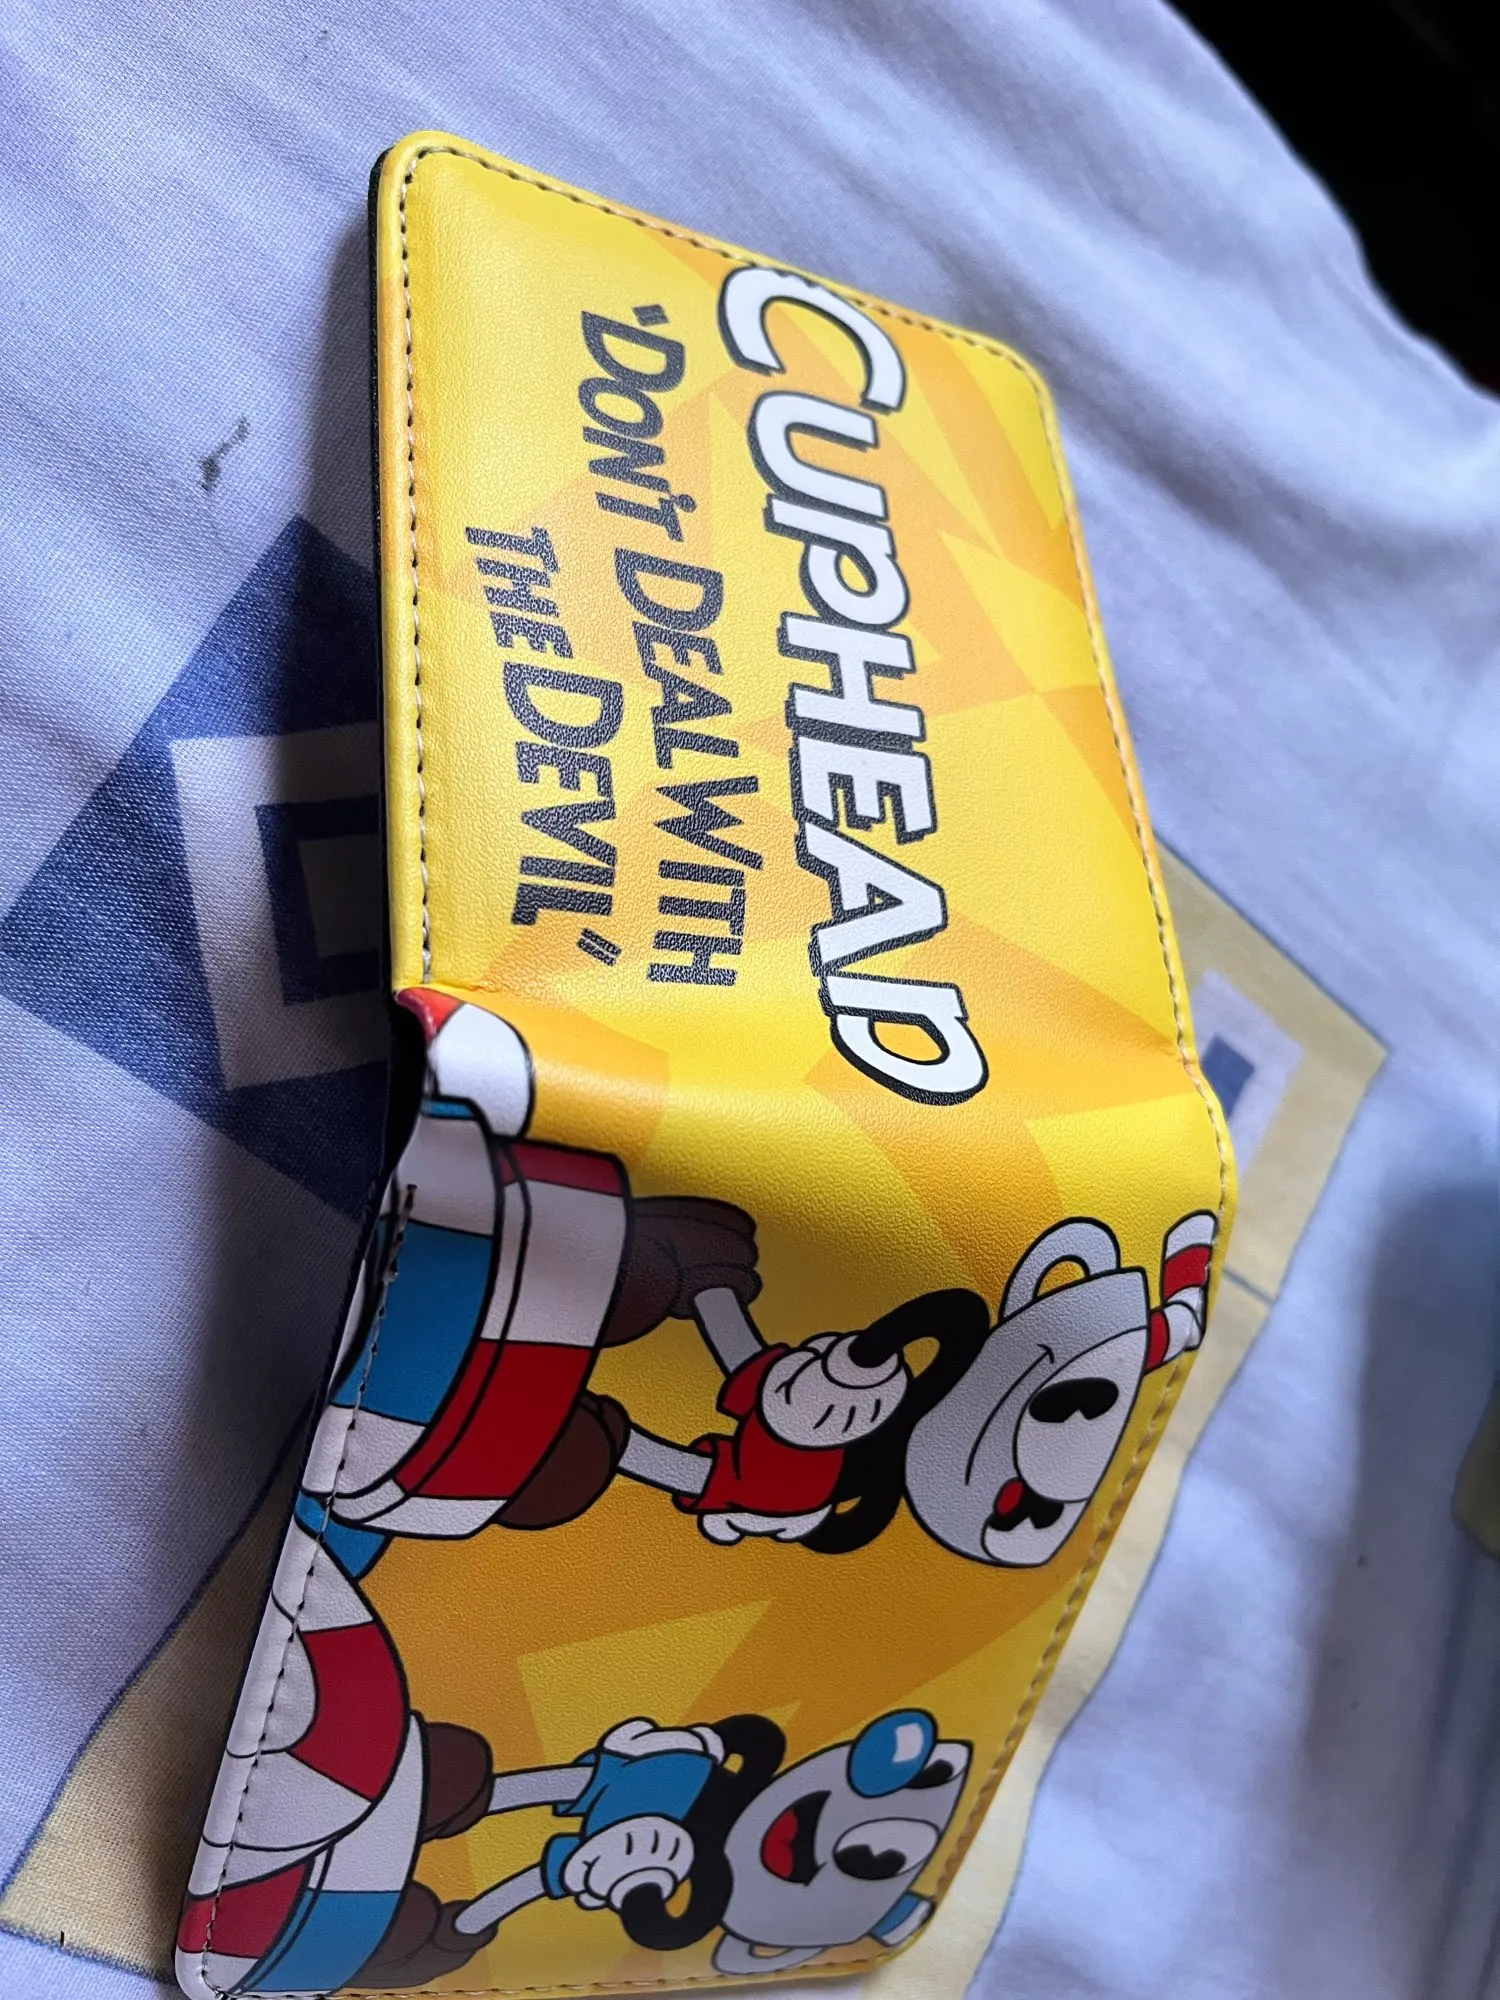 CUPHEAD
"DON'T DEAL WITH
THE DEVIL"